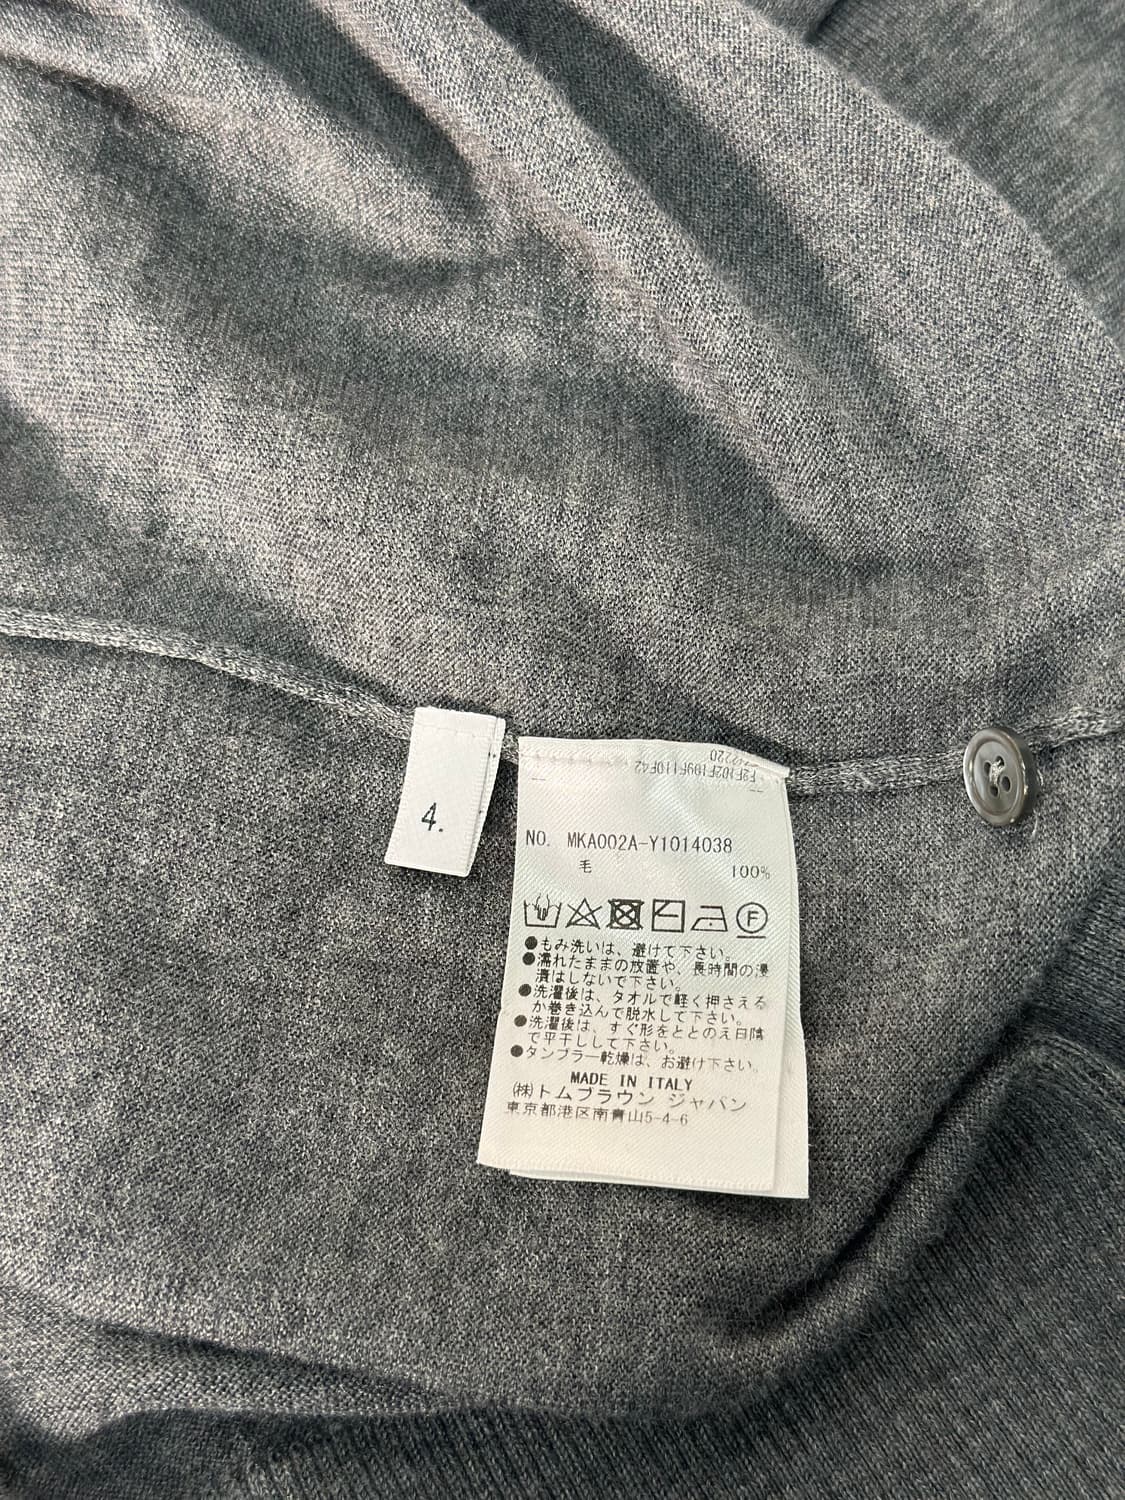 4.
NO. MKA002A-Y1014038
毛 100%
F
●もみ洗いは、避けて下さい。
●濡れたままの放置や、長時間の浸
漬はしないで下さい。
●洗濯後は、タオルで軽く押さえる
か巻き込んで脱水して下さい。
●洗濯後は、すぐ形をととのえ日陰
で平干しして下さい。
●タンブラー乾燥は、お避け下さい。
MADE IN ITALY
㈱トムブラウン ジャパン
東京都港区南青山5-4-6